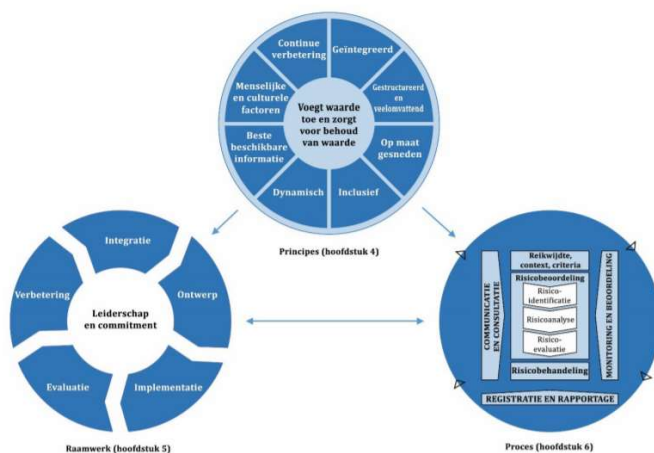 Continue
verbetering
Geïntegreerd
Menselijke
en culturele
factoren
Gestructureerd
en
veelomvattend
Voegt waarde
toe en zorgt
voor behoud
van waarde
Beste
beschikbare
informatie
Op maat
gesneden
Dynamisch
Inclusief
Principes (hoofdstuk 4)
Integratie
Verbetering
Ontwerp
Leiderschap
en commitment
Evaluatie
Implementatie
Raamwerk (hoofdstuk 5)
Reikwijdte,
context, criteria
Risicobeoordeling
Risico-
identificatie
Risicoanalyse
Risico-
evaluatie
Risicobehandeling
COMMUNICATIE
EN CONSULTATIE
MONITORING EN BEOORDELING
REGISTRATIE EN RAPPORTAGE
Proces (hoofdstuk 6)